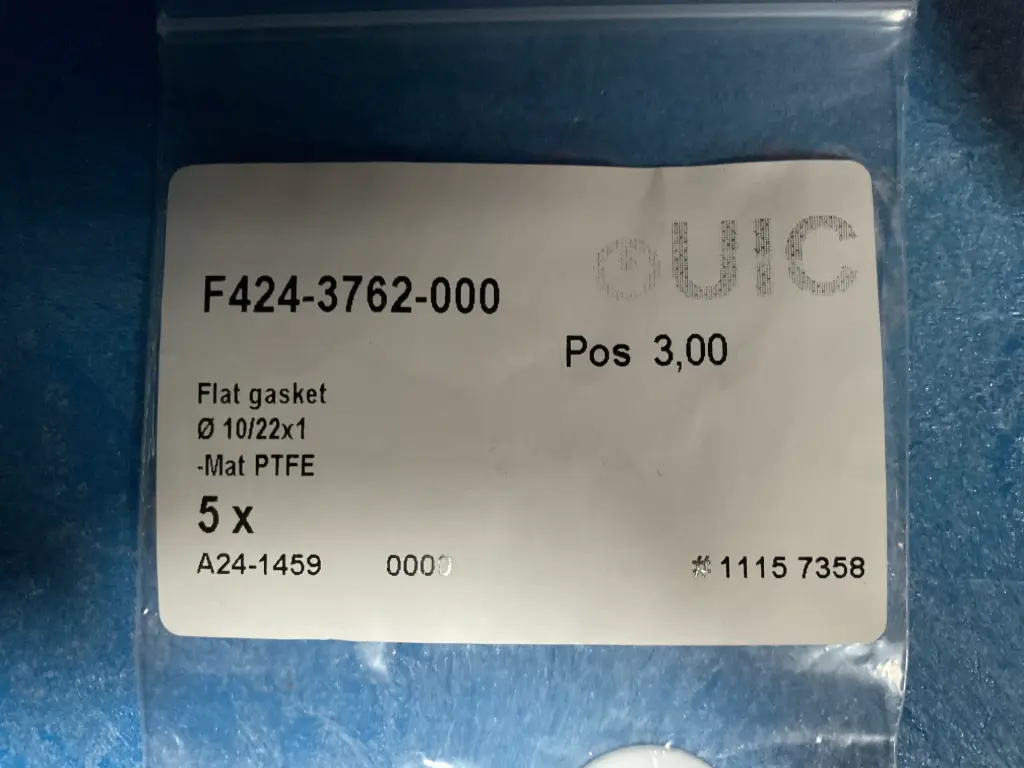 UIC
F424-3762-000
Pos 3,00
Flat gasket
Ø 10/22x1
-Mat PTFE
5 x
A24-1459 0000 # 1115 7358